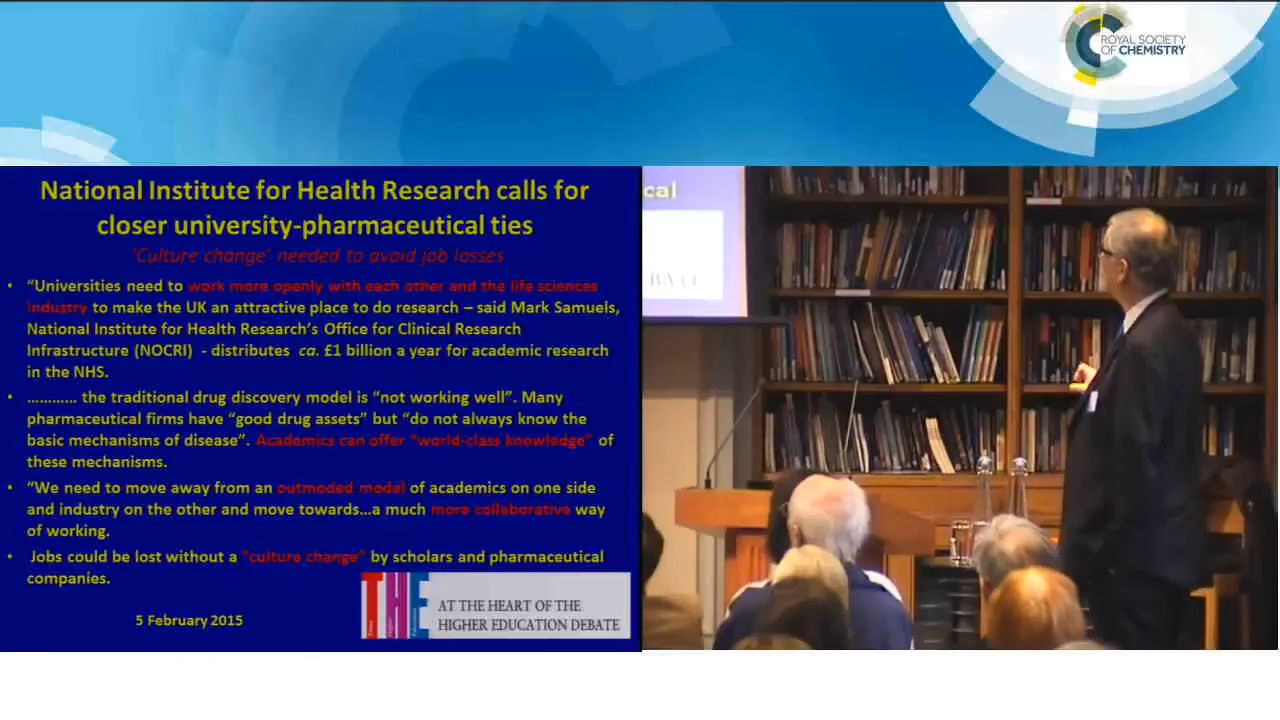 ROYAL SOCIETY
OF CHEMISTRY
National Institute for Health Research calls for
closer university-pharmaceutical ties
'Culture change' needed to avoid job losses
• "Universities need to work more openly with each other and the life sciences
industry to make the UK an attractive place to do research – said Mark Samuels,
National Institute for Health Research's Office for Clinical Research
Infrastructure (NOCRI) - distributes ca. £1 billion a year for academic research
in the NHS.
• ………… the traditional drug discovery model is "not working well". Many
pharmaceutical firms have "good drug assets" but "do not always know the
basic mechanisms of disease". Academics can offer "world-class knowledge" of
these mechanisms.
• "We need to move away from an outmoded model of academics on one side
and industry on the other and move towards…a much more collaborative way
of working.
• Jobs could be lost without a "culture change" by scholars and pharmaceutical
companies.
5 February 2015
THE
Times Higher Education
AT THE HEART OF THE
HIGHER EDUCATION DEBATE
cal